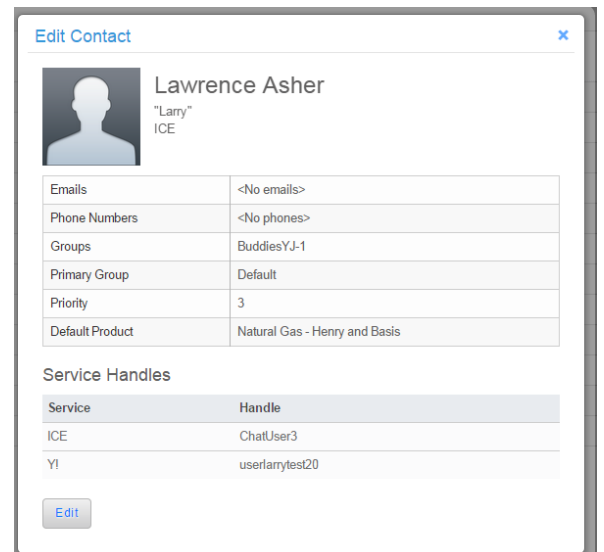 Edit Contact ×
Lawrence Asher
"Larry"
ICE
Emails <No emails>
Phone Numbers <No phones>
Groups BuddiesYJ-1
Primary Group Default
Priority 3
Default Product Natural Gas - Henry and Basis
Service Handles
Service Handle
ICE ChatUser3
Y! userlarrytest20
Edit